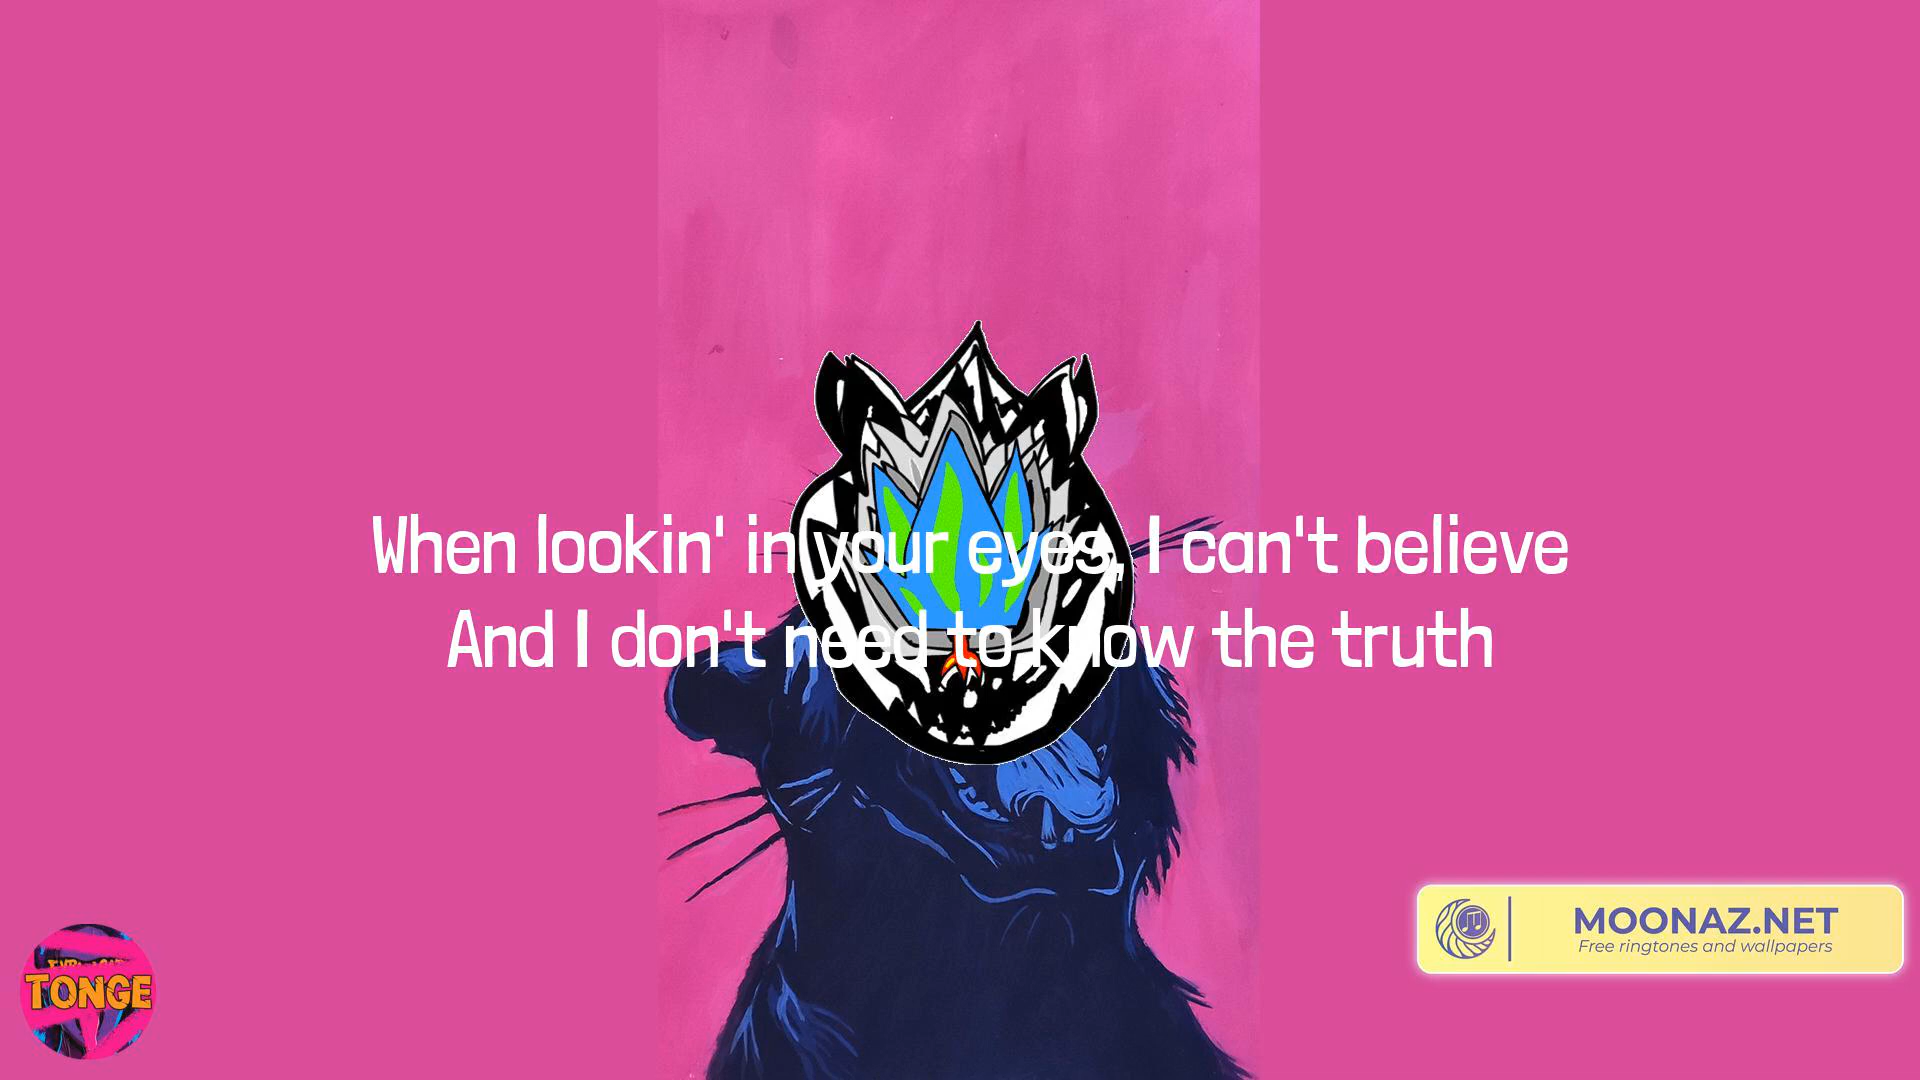 When lookin' in your eyes, I can't believe
And I don't need to know the truth
TONGE
MOONAZ.NET
Free ringtones and wallpapers